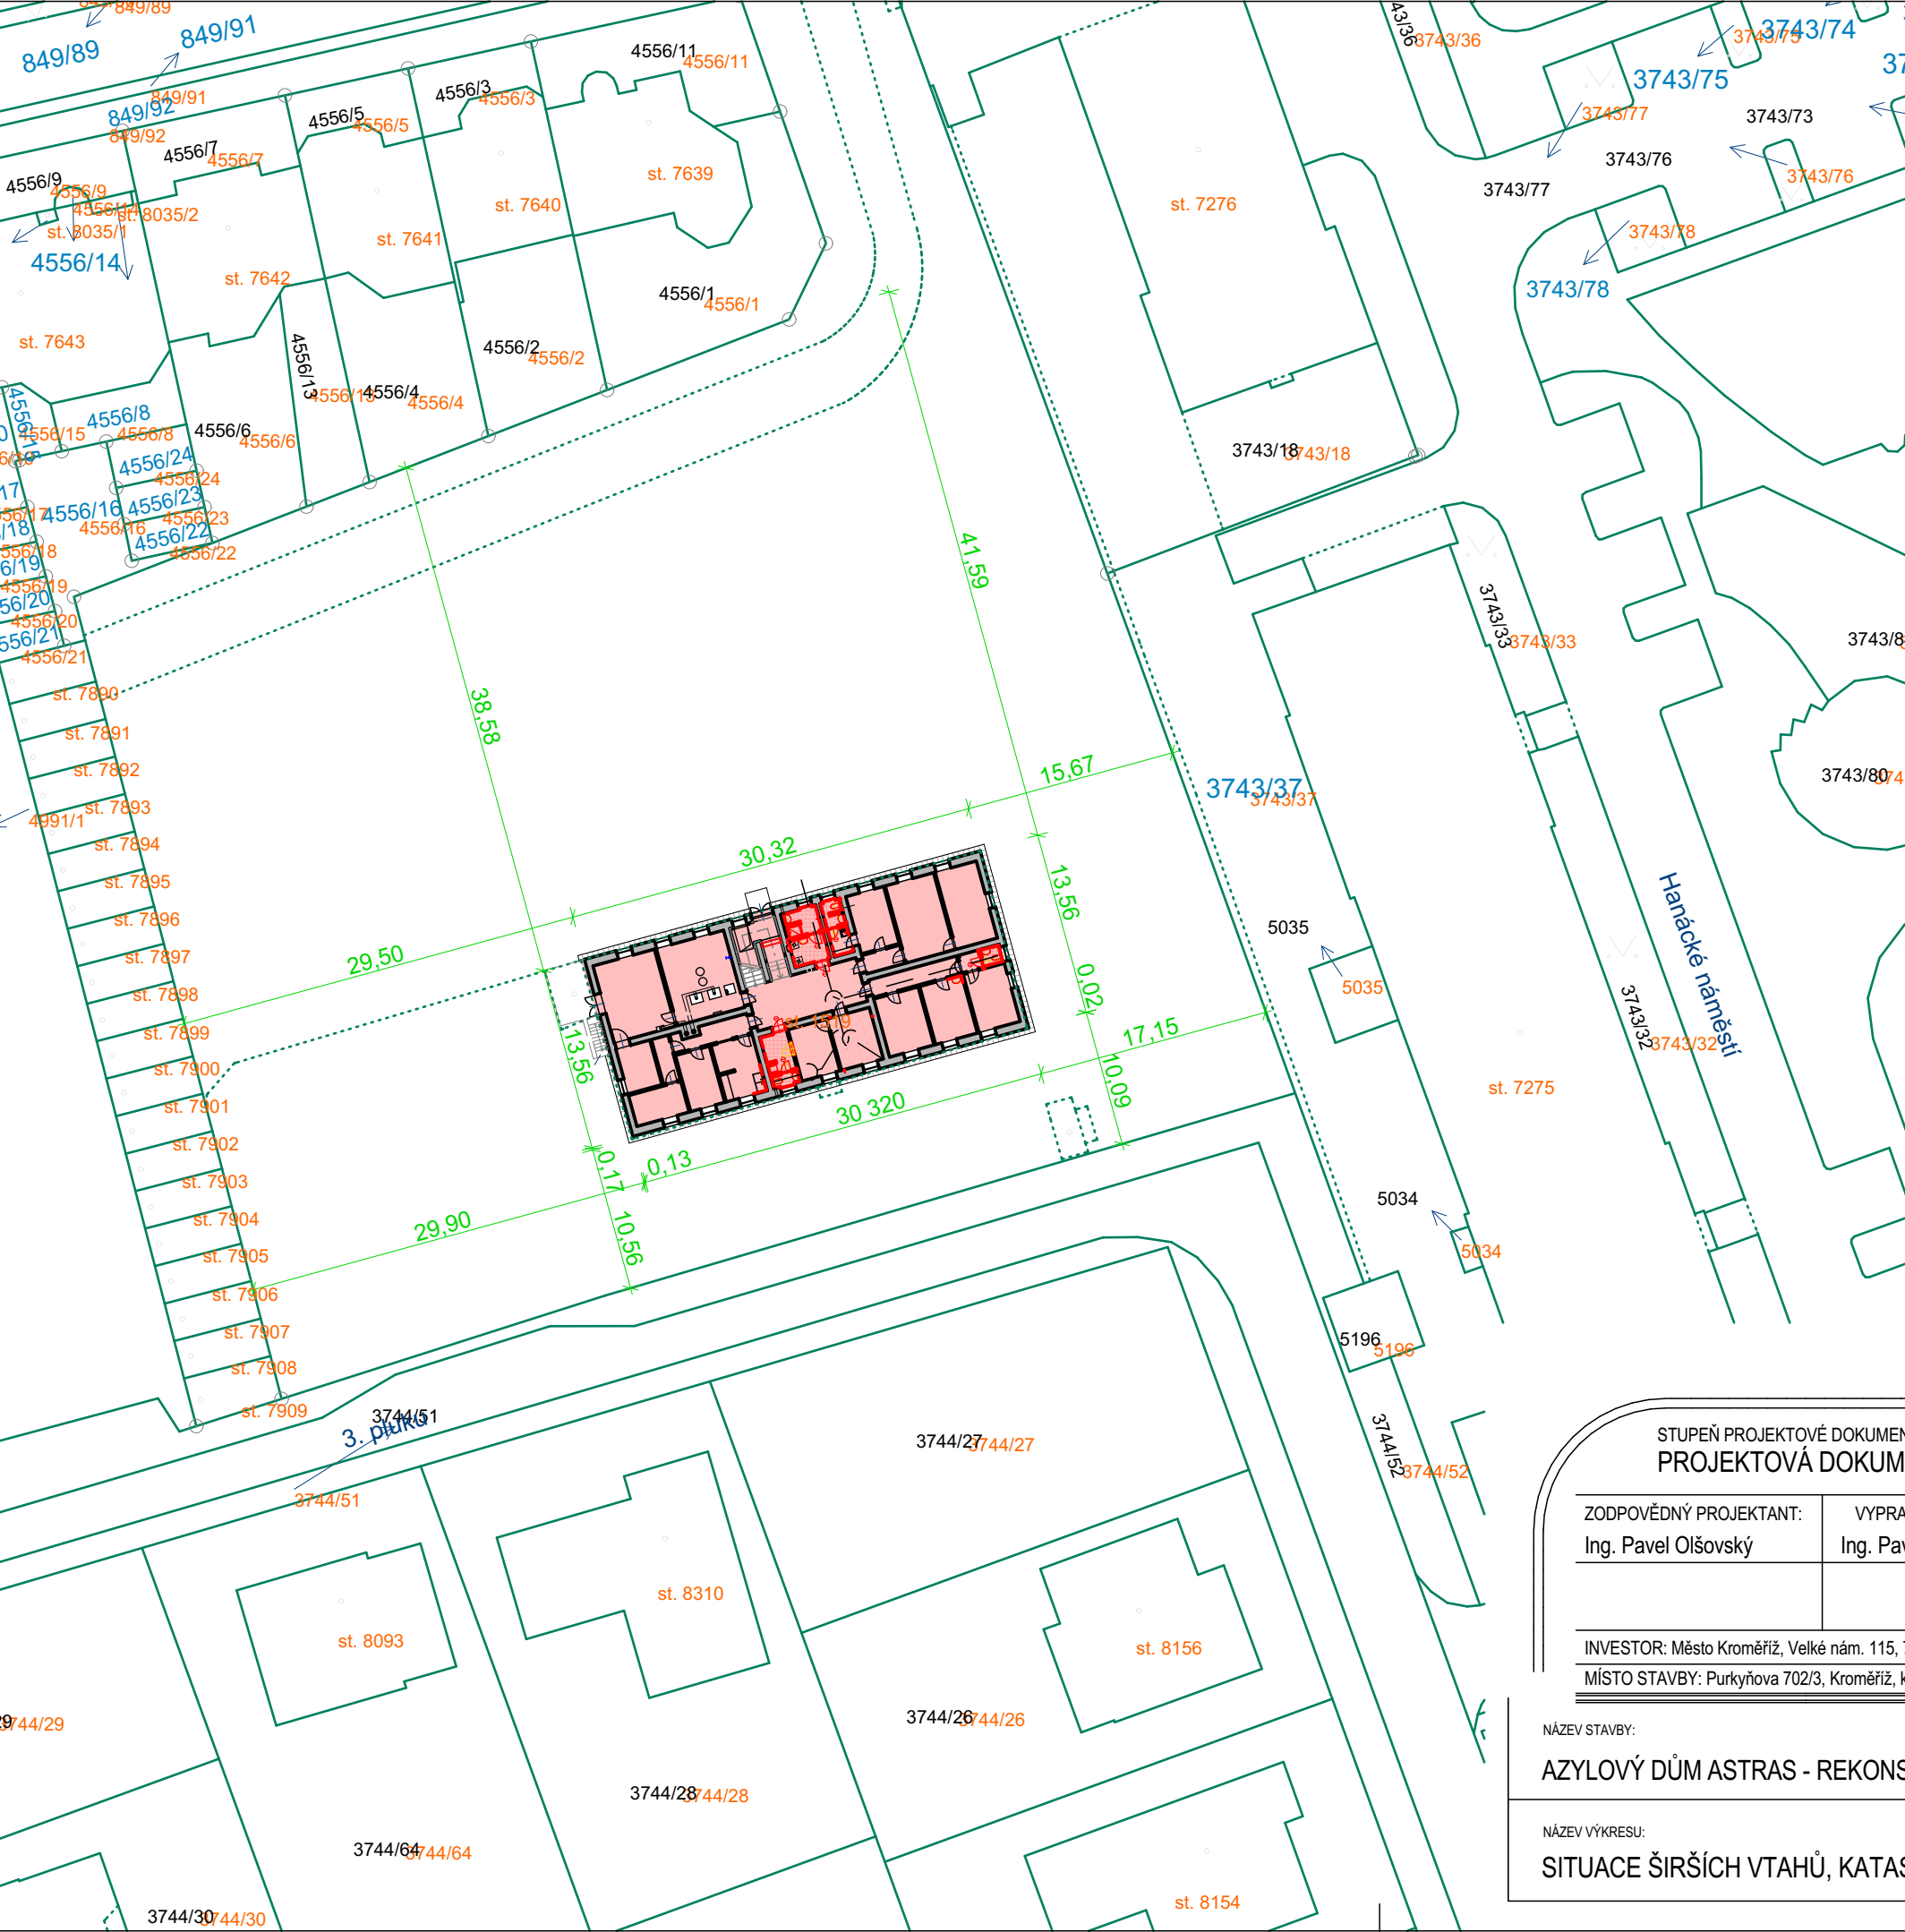 849/89
849/91
849/89
849/91
849/92
849/92
4556/11
4556/11
4556/3
4556/3
4556/5
4556/5
4556/7
4556/7
4556/9
4556/9
4556/14
st. 8035/2
st. 8035/1
4556/14
st. 7639
st. 7640
st. 7641
st. 7642
st. 7643
4556/1
4556/1
4556/2
4556/2
4556/13
4556/13
4556/4
4556/4
4556/6
4556/6
4556/15
4556/15
4556/8
4556/8
4556/24
4556/24
4556/23
4556/23
4556/16
4556/16
4556/22
4556/22
4556/19
4556/20
4556/21
st. 7890
st. 7891
st. 7892
st. 7893
4991/1
st. 7894
st. 7895
st. 7896
st. 7897
st. 7898
st. 7899
st. 7900
st. 7901
st. 7902
st. 7903
st. 7904
st. 7905
st. 7906
st. 7907
st. 7908
st. 7909
38,58
41,59
15,67
30,32
29,50
13,56
0,02
17,15
10,09
13,56
30 320
0,17
0,13
29,90
10,56
st. 1519
st. 7276
3743/18
3743/18
3743/36
3743/74
3743/75
3743/75
3743/77
3743/73
3743/76
3743/77
3743/76
3743/78
3743/78
3743/33
3743/33
3743/8
3743/80
3743/37
3743/37
5035
5035
Hanácké náměstí
3743/32
3743/32
st. 7275
5034
5034
5196
5196
3744/52
3744/52
3. pluku
3744/51
3744/51
3744/27
3744/27
st. 8310
st. 8093
st. 8156
3744/29
3744/26
3744/26
3744/28
3744/28
3744/64
3744/64
3744/30
3744/30
st. 8154
STUPEŇ PROJEKTOVÉ DOKUMEN
PROJEKTOVÁ DOKUM
ZODPOVĚDNÝ PROJEKTANT:
VYPRA
Ing. Pavel Olšovský
Ing. Pav
INVESTOR: Město Kroměříž, Velké nám. 115,
MÍSTO STAVBY: Purkyňova 702/3, Kroměříž, k
NÁZEV STAVBY:
AZYLOVÝ DŮM ASTRAS - REKONS
NÁZEV VÝKRESU:
SITUACE ŠIRŠÍCH VTAHŮ, KATAS